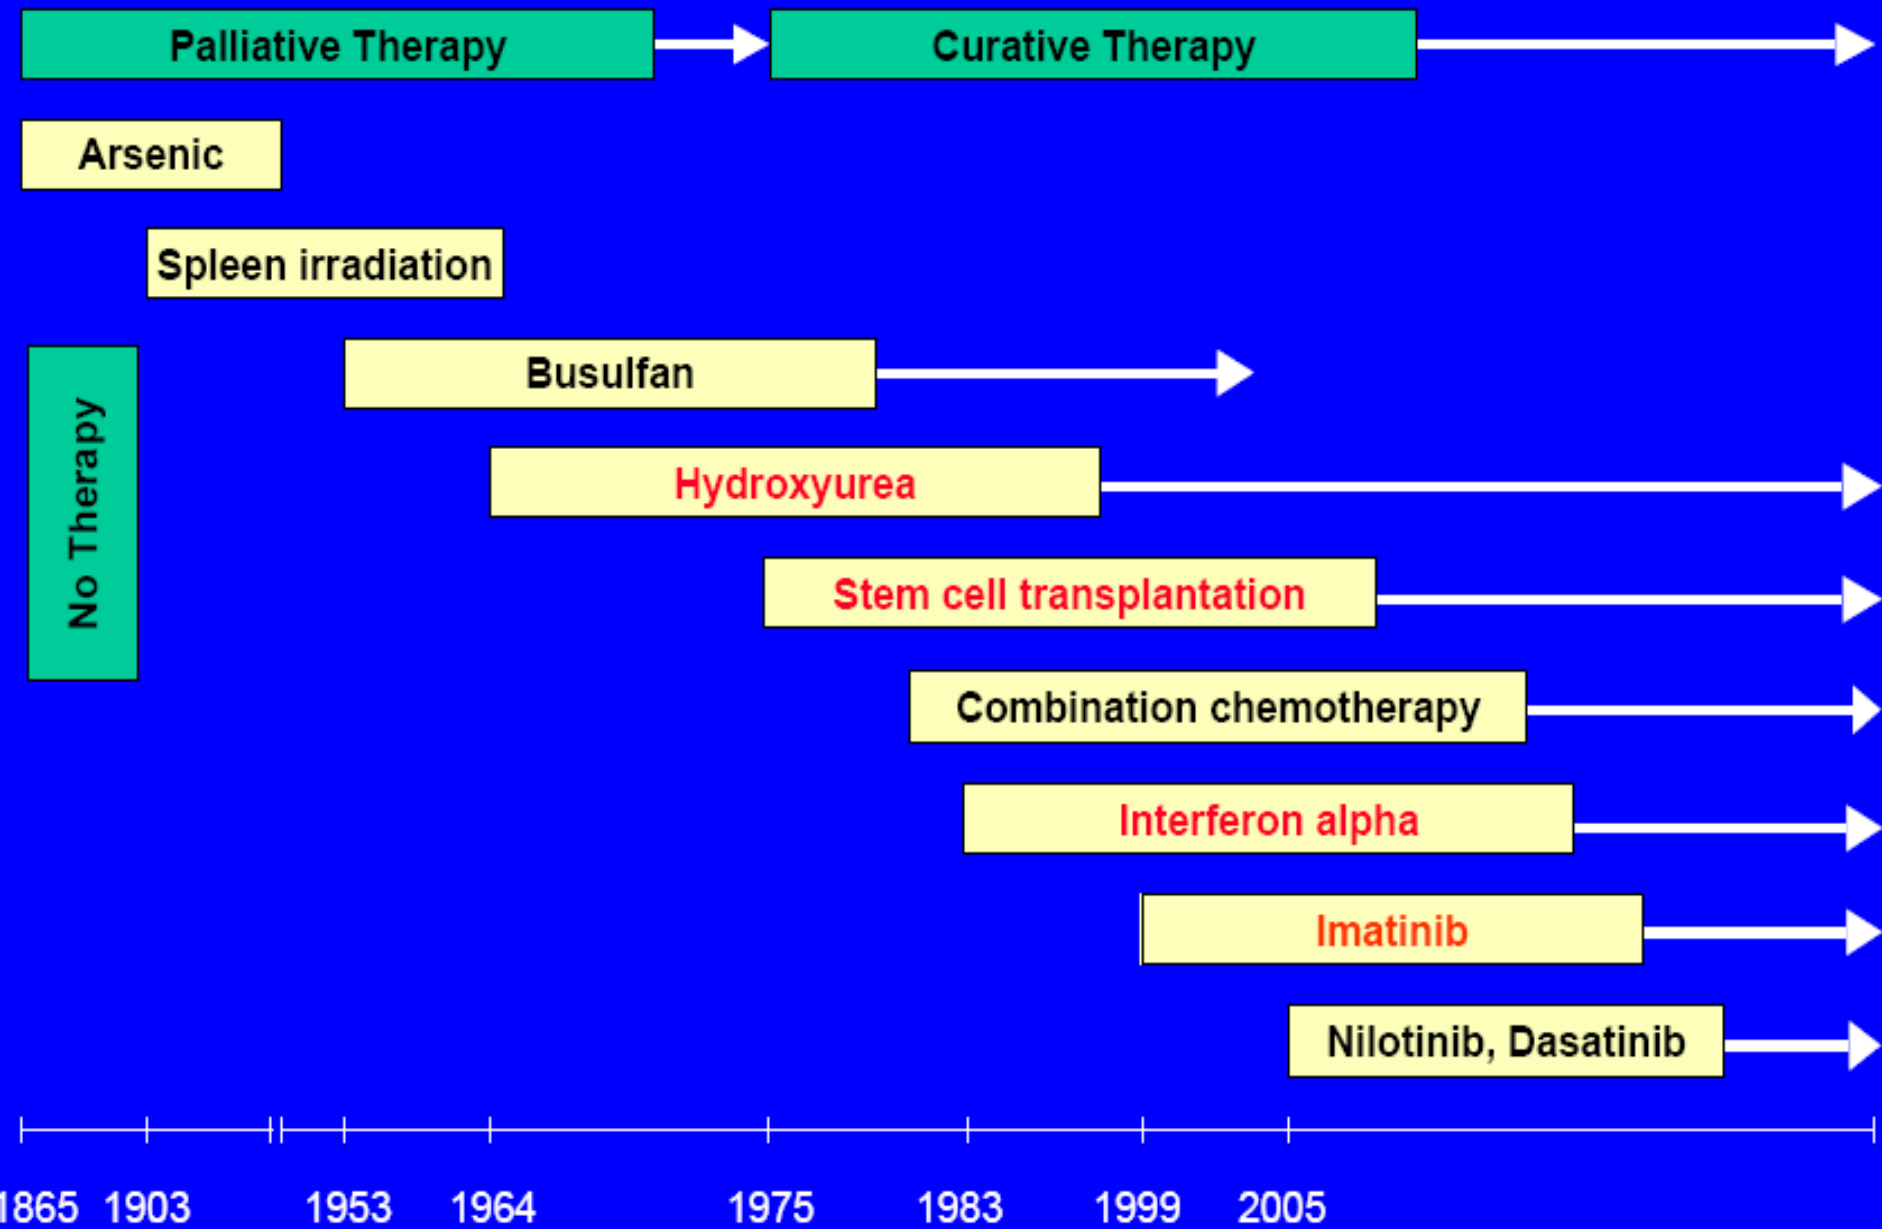 Palliative Therapy
Curative Therapy
Arsenic
Spleen irradiation
No Therapy
Busulfan
Hydroxyurea
Stem cell transplantation
Combination chemotherapy
Interferon alpha
Imatinib
Nilotinib, Dasatinib
1865 1903 1953 1964 1975 1983 1999 2005